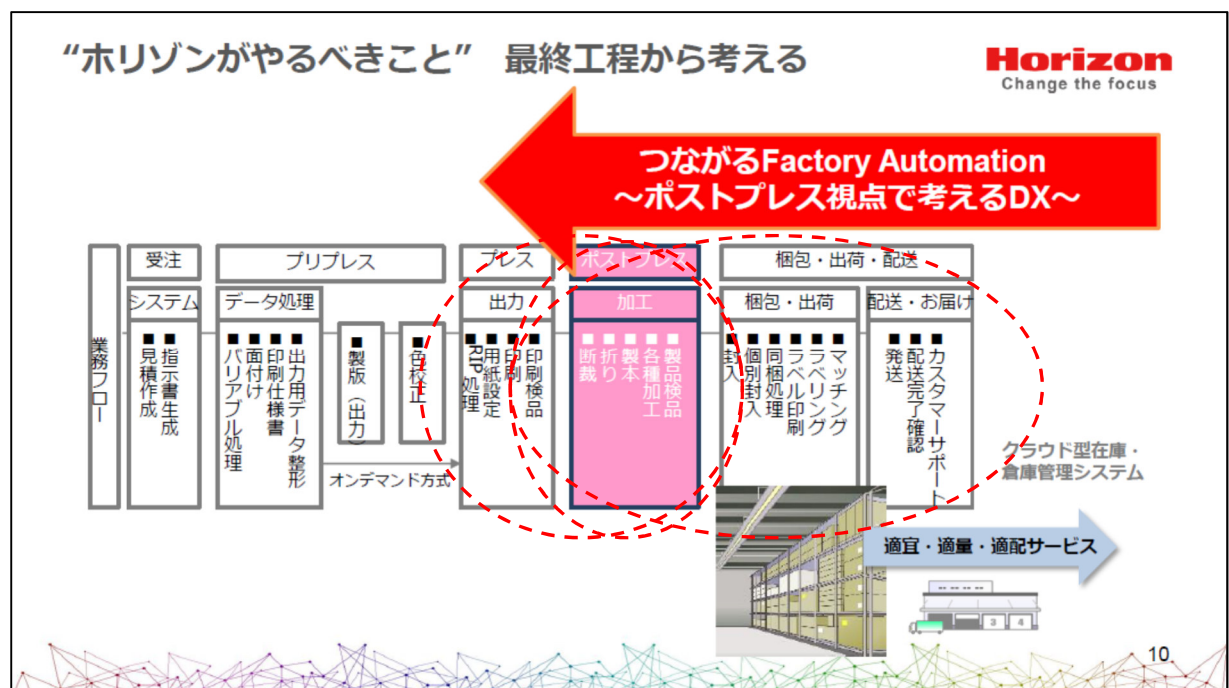 “ホリゾンがやるべきこと” 最終工程から考える
Horizon
Change the focus
つながるFactory Automation
～ポストプレス視点で考えるDX～
業務フロー
受注
システム
■指示書生成
■見積作成
プリプレス
データ処理
■出力用データ整形
■印刷仕様書
■面付け
■バリアブル処理
■製版（出力）
■色校正
オンデマンド方式
プレス
出力
■印刷検品
■印刷
■用紙設定
■RIP処理
ポストプレス
加工
■製品検品
■各種加工
■製本
■折り
■断裁
梱包・出荷・配送
梱包・出荷
■マッチング
■ラベリング
■ラベル印刷
■同梱処理
■個別封入
■封入
配送・お届け
■カスタマーサポート
■配送完了確認
■発送
クラウド型在庫・
倉庫管理システム
適宜・適量・適配サービス
3 4
10